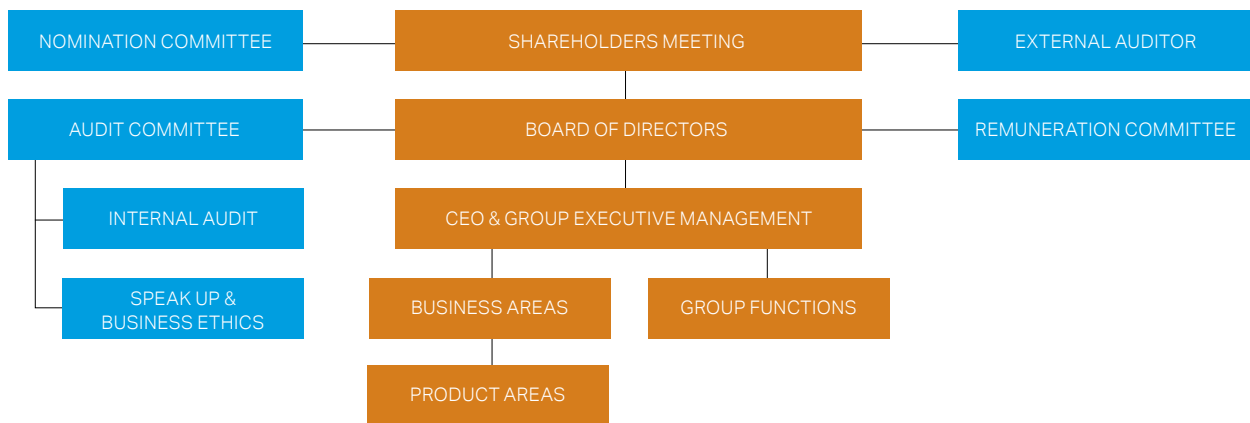 NOMINATION COMMITTEE
SHAREHOLDERS MEETING
EXTERNAL AUDITOR
AUDIT COMMITTEE
BOARD OF DIRECTORS
REMUNERATION COMMITTEE
INTERNAL AUDIT
CEO & GROUP EXECUTIVE MANAGEMENT
SPEAK UP &
BUSINESS ETHICS
BUSINESS AREAS
GROUP FUNCTIONS
PRODUCT AREAS